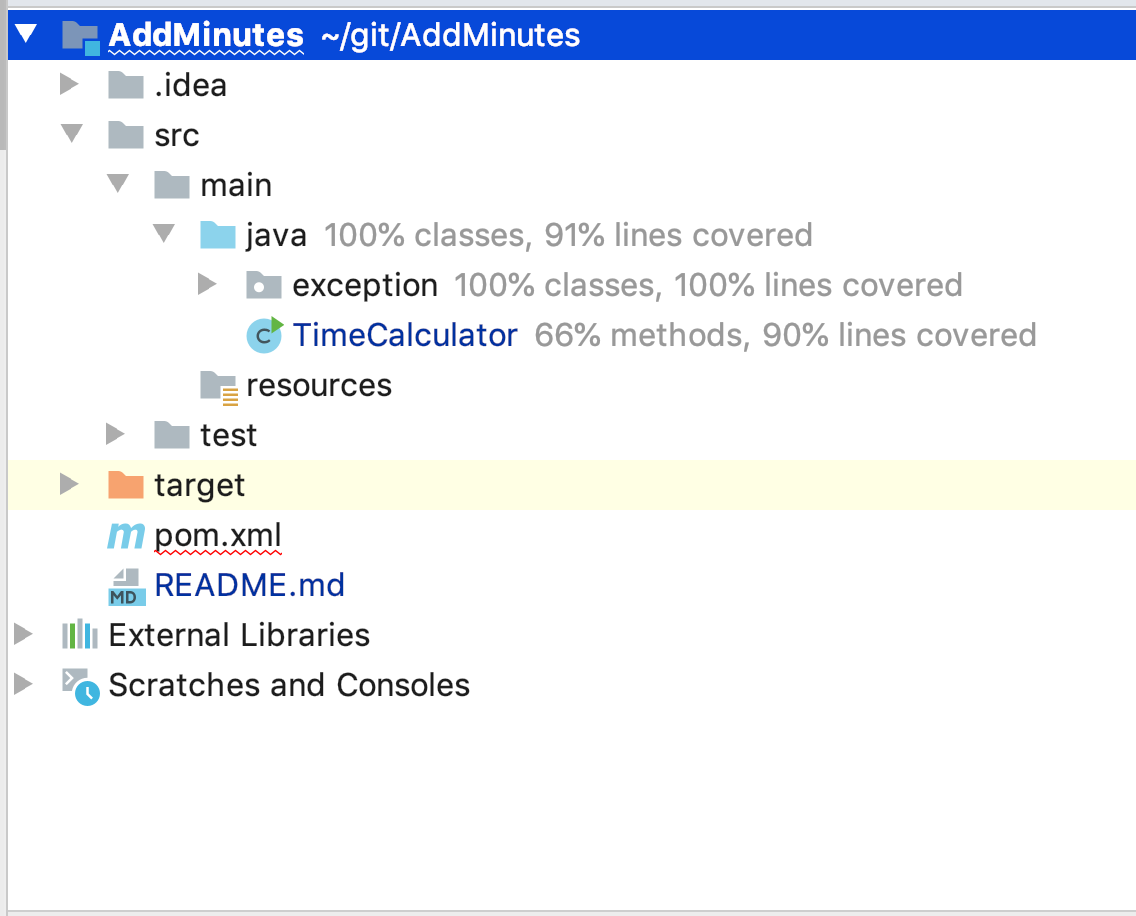 AddMinutes ~/git/AddMinutes
.idea
src
main
java 100% classes, 91% lines covered
exception 100% classes, 100% lines covered
C TimeCalculator 66% methods, 90% lines covered
resources
test
target
m pom.xml
MD README.md
External Libraries
Scratches and Consoles